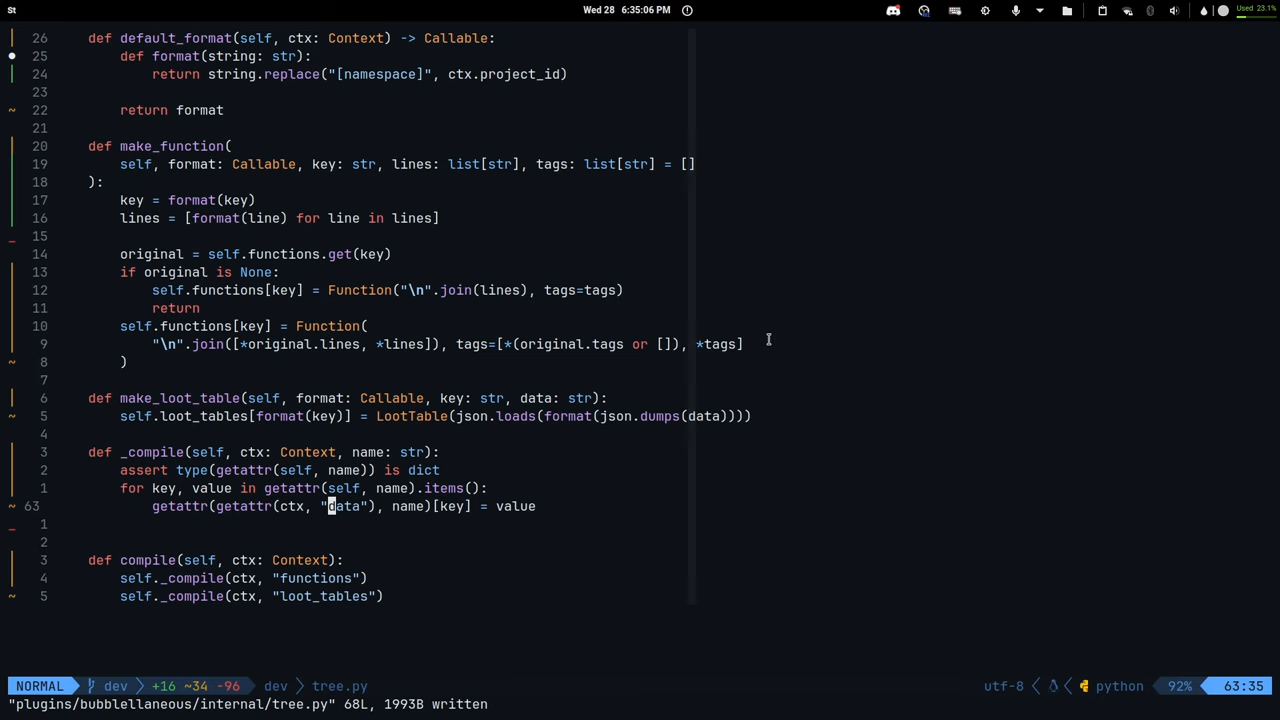 St
Wed 28 6:35:06 PM
Used 23.1%
26 def default_format(self, ctx: Context) -> Callable:
25 def format(string: str):
24 return string.replace("[namespace]", ctx.project_id)
23
~ 22 return format
21
20 def make_function(
19 self, format: Callable, key: str, lines: list[str], tags: list[str] = []
18 ):
17 key = format(key)
16 lines = [format(line) for line in lines]
_ 15
14 original = self.functions.get(key)
13 if original is None:
12 self.functions[key] = Function("\n".join(lines), tags=tags)
11 return
10 self.functions[key] = Function(
9 "\n".join([*original.lines, *lines]), tags=[*(original.tags or []), *tags]
~ 8 )
7
6 def make_loot_table(self, format: Callable, key: str, data: str):
~ 5 self.loot_tables[format(key)] = LootTable(json.loads(format(json.dumps(data))))
4
3 def _compile(self, ctx: Context, name: str):
2 assert type(getattr(self, name)) is dict
1 for key, value in getattr(self, name).items():
~ 63 getattr(getattr(ctx, "data"), name)[key] = value
_ 1
2
3 def compile(self, ctx: Context):
4 self._compile(ctx, "functions")
~ 5 self._compile(ctx, "loot_tables")
NORMAL dev +16 ~34 -96 dev tree.py utf-8 python 92% 63:35
"plugins/bubblellaneous/internal/tree.py" 68L, 1993B written